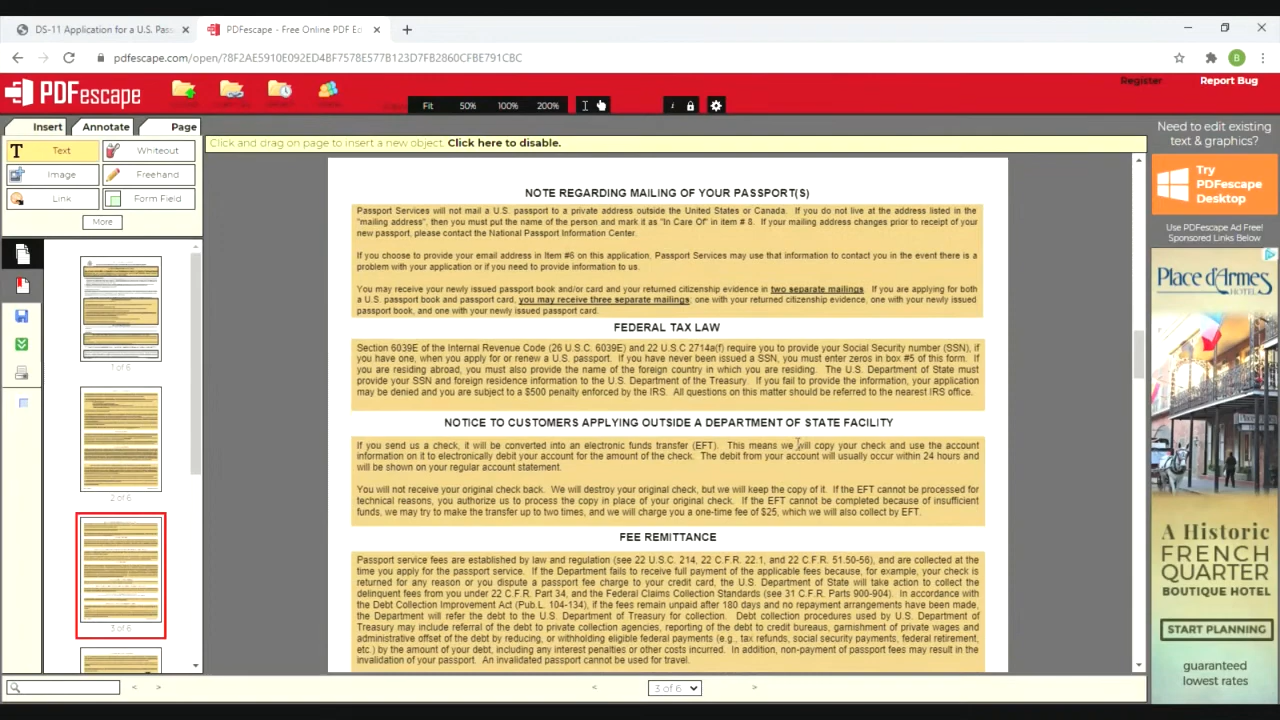 DS-11 Application for a U.S. Pass
PDFescape - Free Online PDF Ed
pdfescape.com/open/?8F2AE5910E092ED4BF7578E577B123D7FB2860CFBE791CBC
B
PDFescape
Fit 50% 100% 200%
Register
Report Bug
Insert Annotate Page
Click and drag on page to insert a new object. Click here to disable.
T Text
Whiteout
Image
Freehand
Link
Form Field
More
1 of 6
2 of 6
3 of 6
NOTE REGARDING MAILING OF YOUR PASSPORT(S)
Passport Services will not mail a U.S. passport to a private address outside the United States or Canada. If you do not live at the address listed in the
"mailing address", then you must put the name of the person and mark it as "In Care Of" in item # 8. If your mailing address changes prior to receipt of your
new passport, please contact the National Passport Information Center.
If you choose to provide your email address in Item #6 on this application, Passport Services may use that information to contact you in the event there is a
problem with your application or if you need to provide information to us.
You may receive your newly issued passport book and/or card and your returned citizenship evidence in two separate mailings. If you are applying for both
a U.S. passport book and passport card, you may receive three separate mailings; one with your returned citizenship evidence, one with your newly issued
passport book, and one with your newly issued passport card.
FEDERAL TAX LAW
Section 6039E of the Internal Revenue Code (26 U.S.C. 6039E) and 22 U.S.C 2714a(f) require you to provide your Social Security number (SSN), if
you have one, when you apply for or renew a U.S. passport. If you have never been issued a SSN, you must enter zeros in box #5 of this form. If
you are residing abroad, you must also provide the name of the foreign country in which you are residing. The U.S. Department of State must
provide your SSN and foreign residence information to the U.S. Department of the Treasury. If you fail to provide the information, your application
may be denied and you are subject to a $500 penalty enforced by the IRS. All questions on this matter should be referred to the nearest IRS office.
NOTICE TO CUSTOMERS APPLYING OUTSIDE A DEPARTMENT OF STATE FACILITY
If you send us a check, it will be converted into an electronic funds transfer (EFT). This means we will copy your check and use the account
information on it to electronically debit your account for the amount of the check. The debit from your account will usually occur within 24 hours and
will be shown on your regular account statement.
You will not receive your original check back. We will destroy your original check, but we will keep the copy of it. If the EFT cannot be processed for
technical reasons, you authorize us to process the copy in place of your original check. If the EFT cannot be completed because of insufficient
funds, we may try to make the transfer up to two times, and we will charge you a one-time fee of $25, which we will also collect by EFT.
FEE REMITTANCE
Passport service fees are established by law and regulation (see 22 U.S.C. 214, 22 C.F.R. 22.1, and 22 C.F.R. 51.50-56), and are collected at the
time you apply for the passport service. If the Department fails to receive full payment of the applicable fees because, for example, your check is
returned for any reason or you dispute a passport fee charge to your credit card, the U.S. Department of State will take action to collect the
delinquent fees from you under 22 C.F.R. Part 34, and the Federal Claims Collection Standards (see 31 C.F.R. Parts 900-904). In accordance with
the Debt Collection Improvement Act (Pub.L. 104-134), if the fees remain unpaid after 180 days and no repayment arrangements have been made,
the Department will refer the debt to the U.S. Department of Treasury for collection. Debt collection procedures used by U.S. Department of
Treasury may include referral of the debt to private collection agencies, reporting of the debt to credit bureaus, garnishment of private wages and
administrative offset of the debt by reducing, or withholding eligible federal payments (e.g., tax refunds, social security payments, federal retirement,
etc.) by the amount of your debt, including any interest penalties or other costs incurred. In addition, non-payment of passport fees may result in the
invalidation of your passport. An invalidated passport cannot be used for travel.
3 of 6
Need to edit existing
text & graphics?
Try
PDFescape
Desktop
Use PDFescape Ad Free!
Sponsored Links Below
Place d'Armes
HOTEL
A HISTORIC
FRENCH
QUARTER
BOUTIQUE HOTEL
START PLANNING
guaranteed
lowest rates